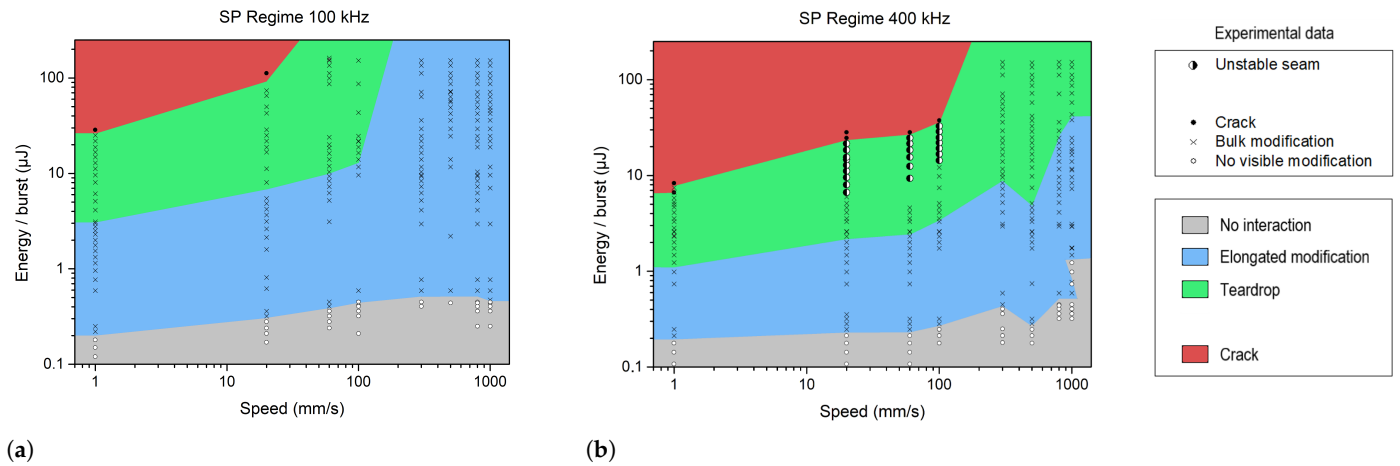 SP Regime 100 kHz
100
10
1
0.1
Energy / burst (μJ)
1
10
100
1000
Speed (mm/s)
(a)
SP Regime 400 kHz
100
10
1
0.1
Energy / burst (μJ)
1
10
100
1000
Speed (mm/s)
(b)
Experimental data
Unstable seam
Crack
Bulk modification
No visible modification
No interaction
Elongated modification
Teardrop
Crack